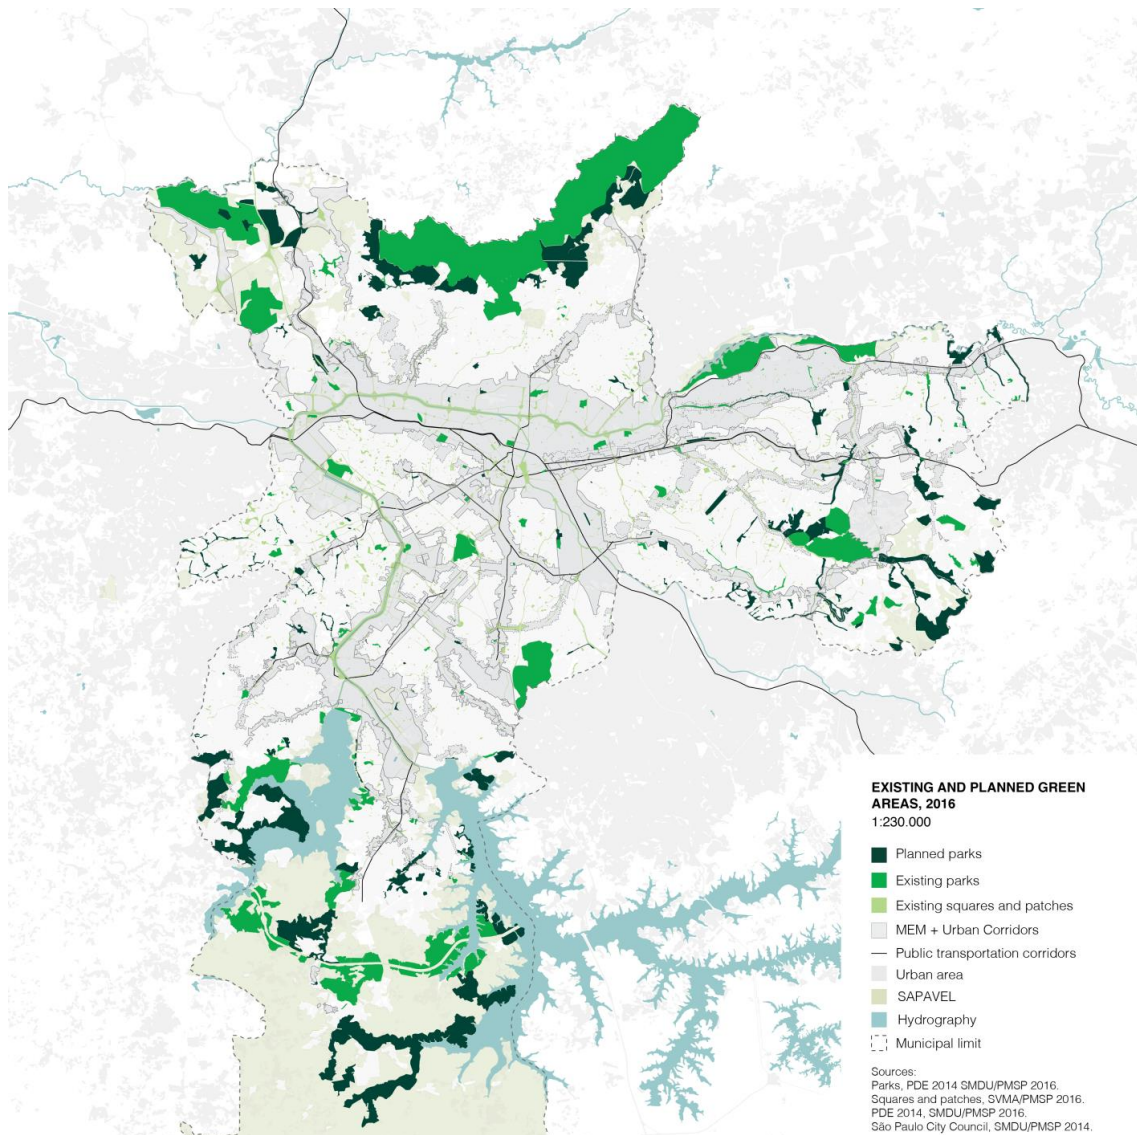 EXISTING AND PLANNED GREEN
AREAS, 2016
1:230.000
Planned parks
Existing parks
Existing squares and patches
MEM + Urban Corridors
Public transportation corridors
Urban area
SAPAVEL
Hydrography
Municipal limit
Sources:
Parks, PDE 2014 SMDU/PMSP 2016.
Squares and patches, SVMA/PMSP 2016.
PDE 2014, SMDU/PMSP 2016.
São Paulo City Council, SMDU/PMSP 2014.